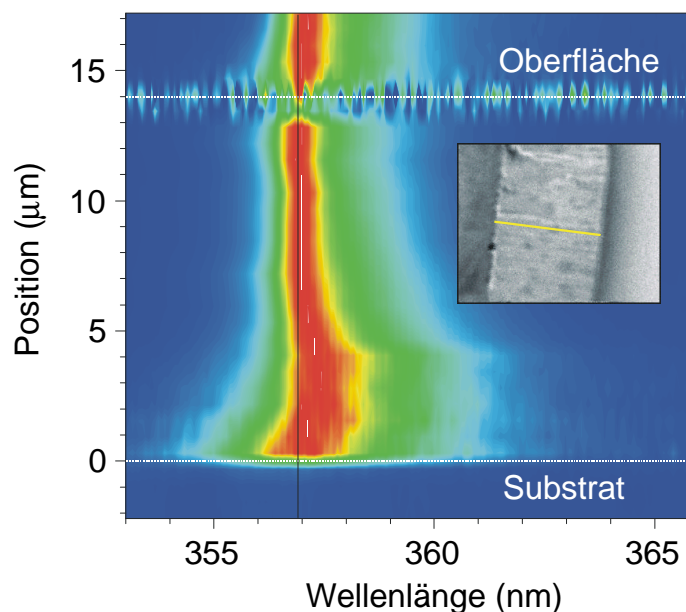 Oberfläche
15
10
5
0
Position (μm)
Substrat
355
360
365
Wellenlänge (nm)